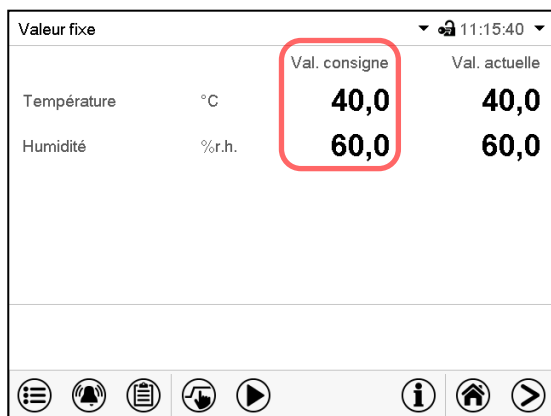 Valeur fixe 11:15:40
Val. consigne Val. actuelle
Température °C 40,0 40,0
Humidité %r.h. 60,0 60,0